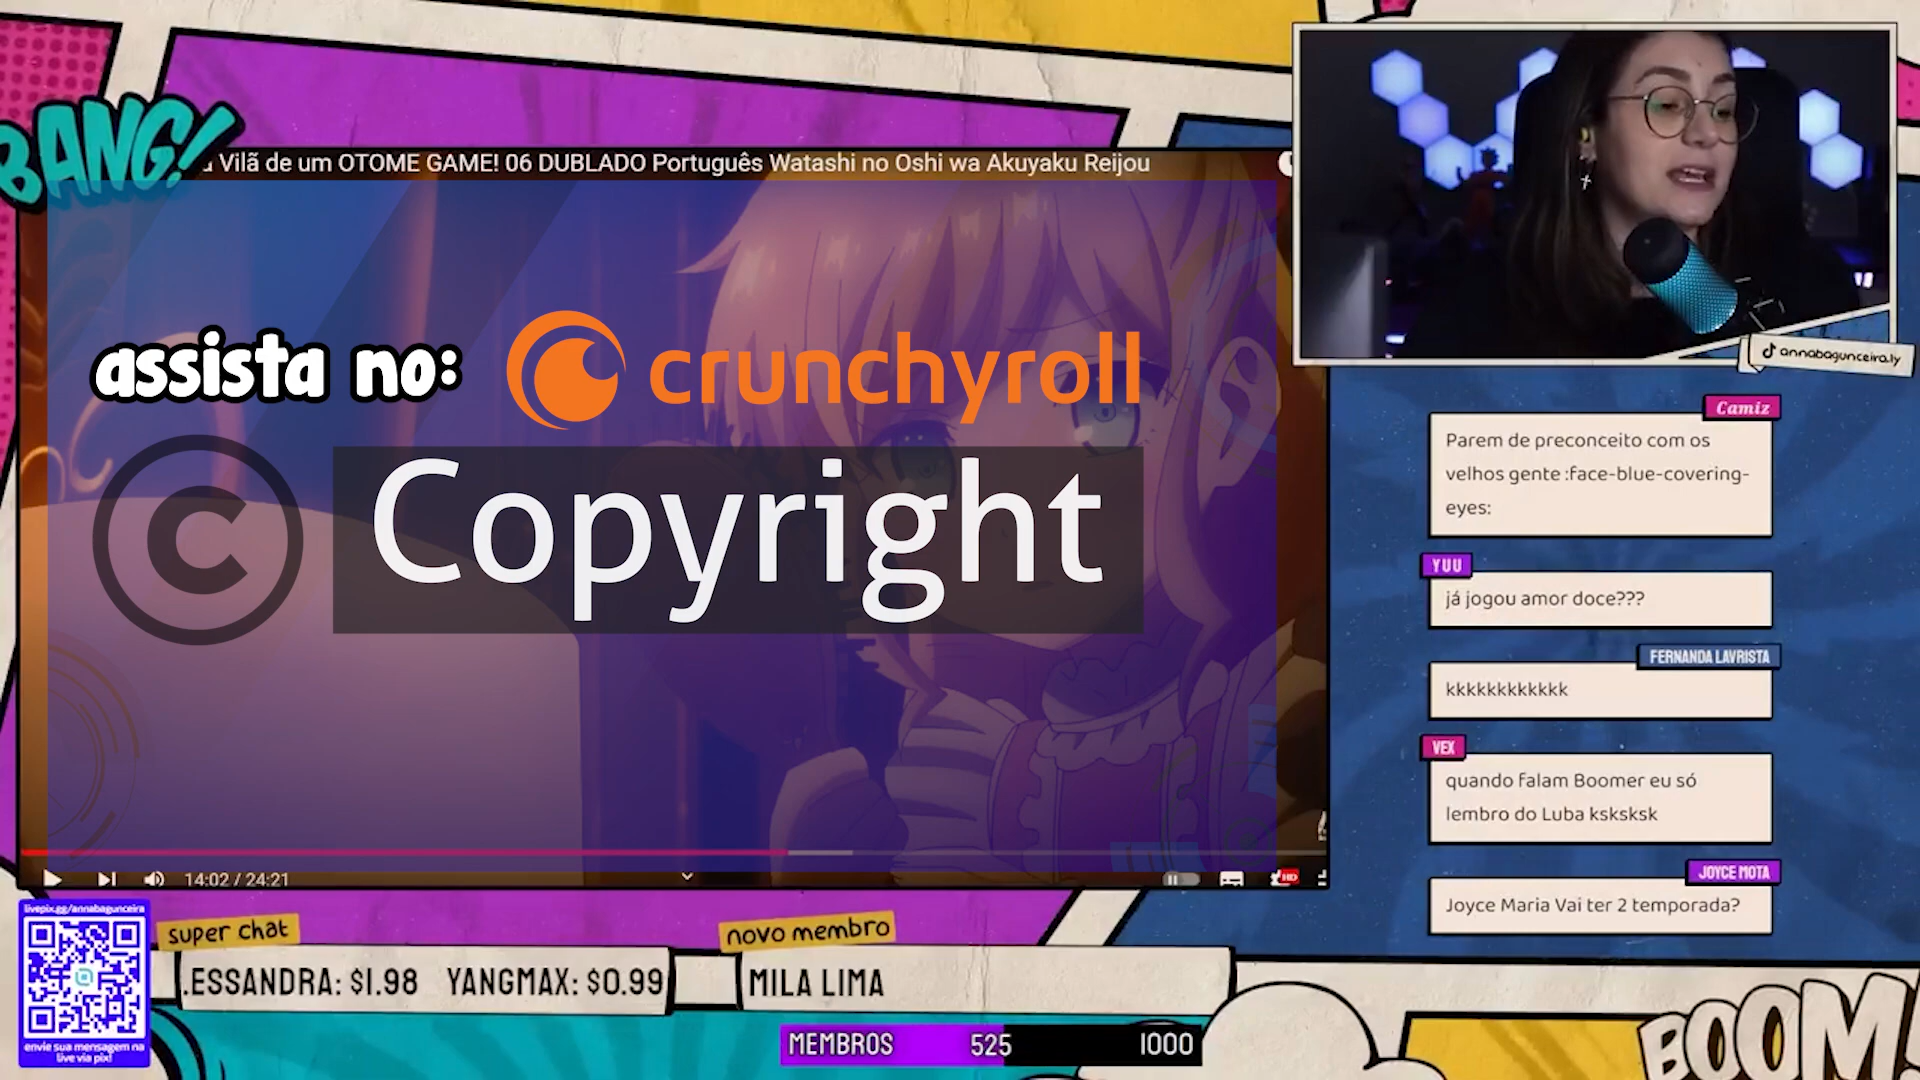 BANG!
Vilã de um OTOME GAME! 06 DUBLADO Português Watashi no Oshi wa Akuyaku Reijou
assista no: crunchyroll
© Copyright
14:02 / 24:21
HD
annabagunceira.ly
Camiz
Parem de preconceito com os
velhos gente :face-blue-covering-
eyes:
YUU
já jogou amor doce???
FERNANDA LAVRISTA
kkkkkkkkkkkk
VEX
quando falam Boomer eu só
lembro do Luba ksksksk
JOYCE MOTA
Joyce Maria Vai ter 2 temporada?
livepix.gg/annabagunceira
envie sua mensagem na
live via pix!
super chat
.ESSANDRA: $1.98 YANGMAX: $0.99
novo membro
MILA LIMA
MEMBROS 525 1000
BOOM!